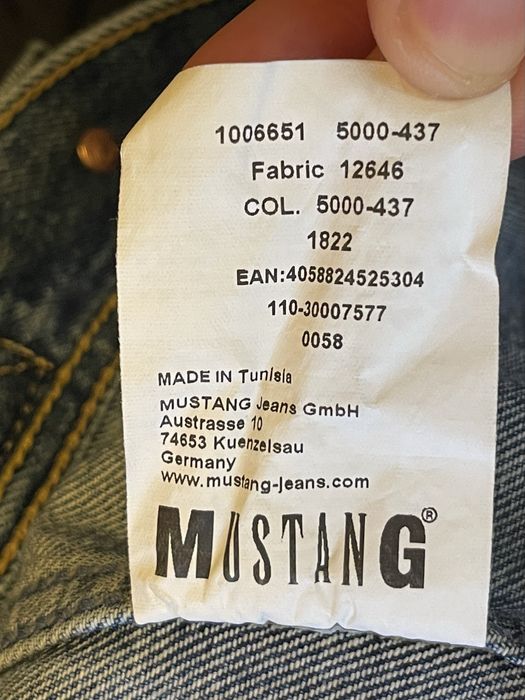 1006651 5000-437
Fabric 12646
COL. 5000-437
1822
EAN:4058824525304
110-30007577
0058
MADE IN Tunisia
MUSTANG Jeans GmbH
Austrasse 10
74653 Kuenzelsau
Germany
www.mustang-jeans.com
MUSTANG®